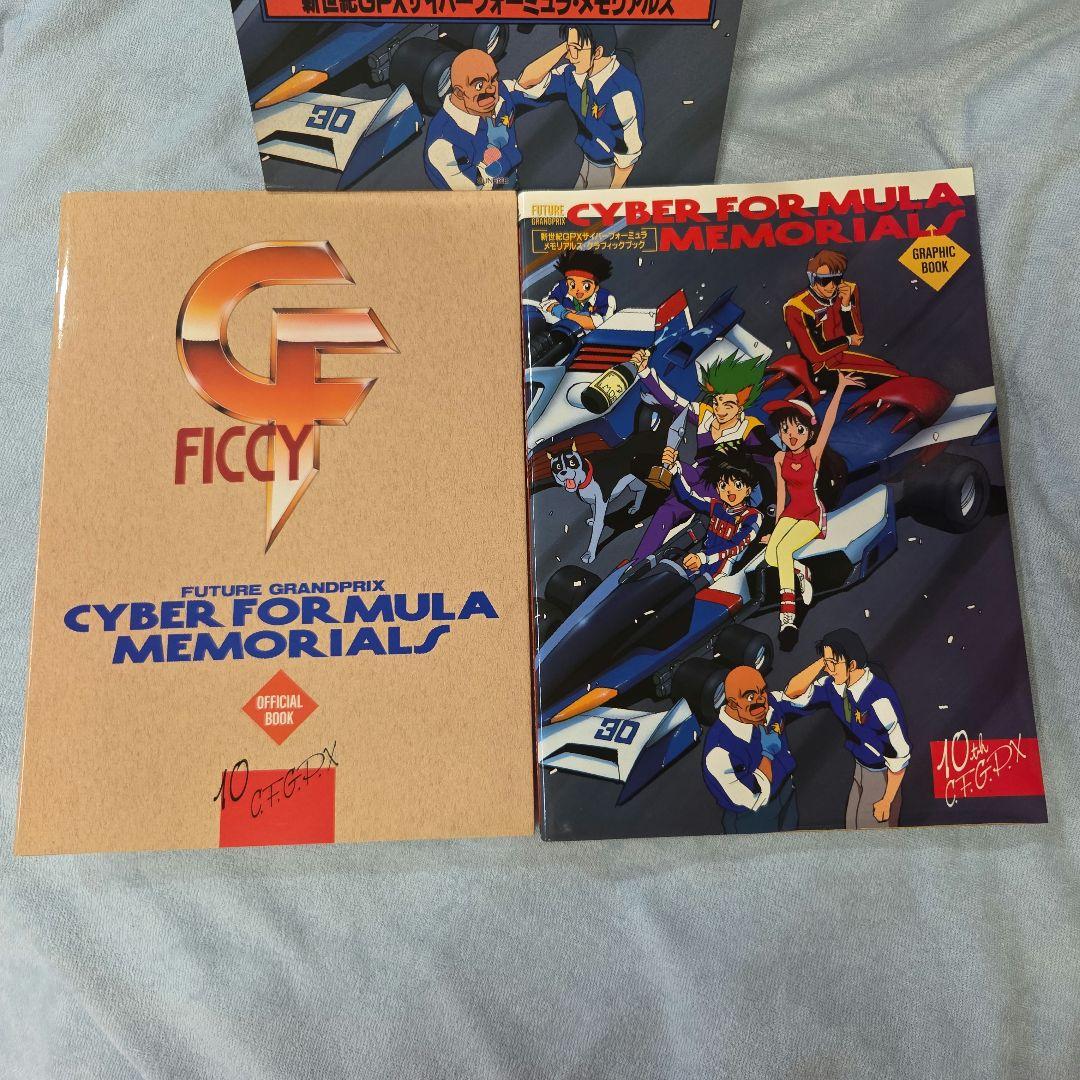 新世紀GPXサイバーフォーミュラ・メモリアルズ
30
CF
FICCY
FUTURE GRANDPRIX
CYBER FORMULA
MEMORIALS
OFFICIAL
BOOK
10
C.F.G.P.X
FUTURE
GRANDPRIX
CYBER FORMULA
MEMORIALS
新世紀GPXサイバーフォーミュラ
メモリアルズ・グラフィックブック
GRAPHIC
BOOK
30
10th
C.F.G.P.X